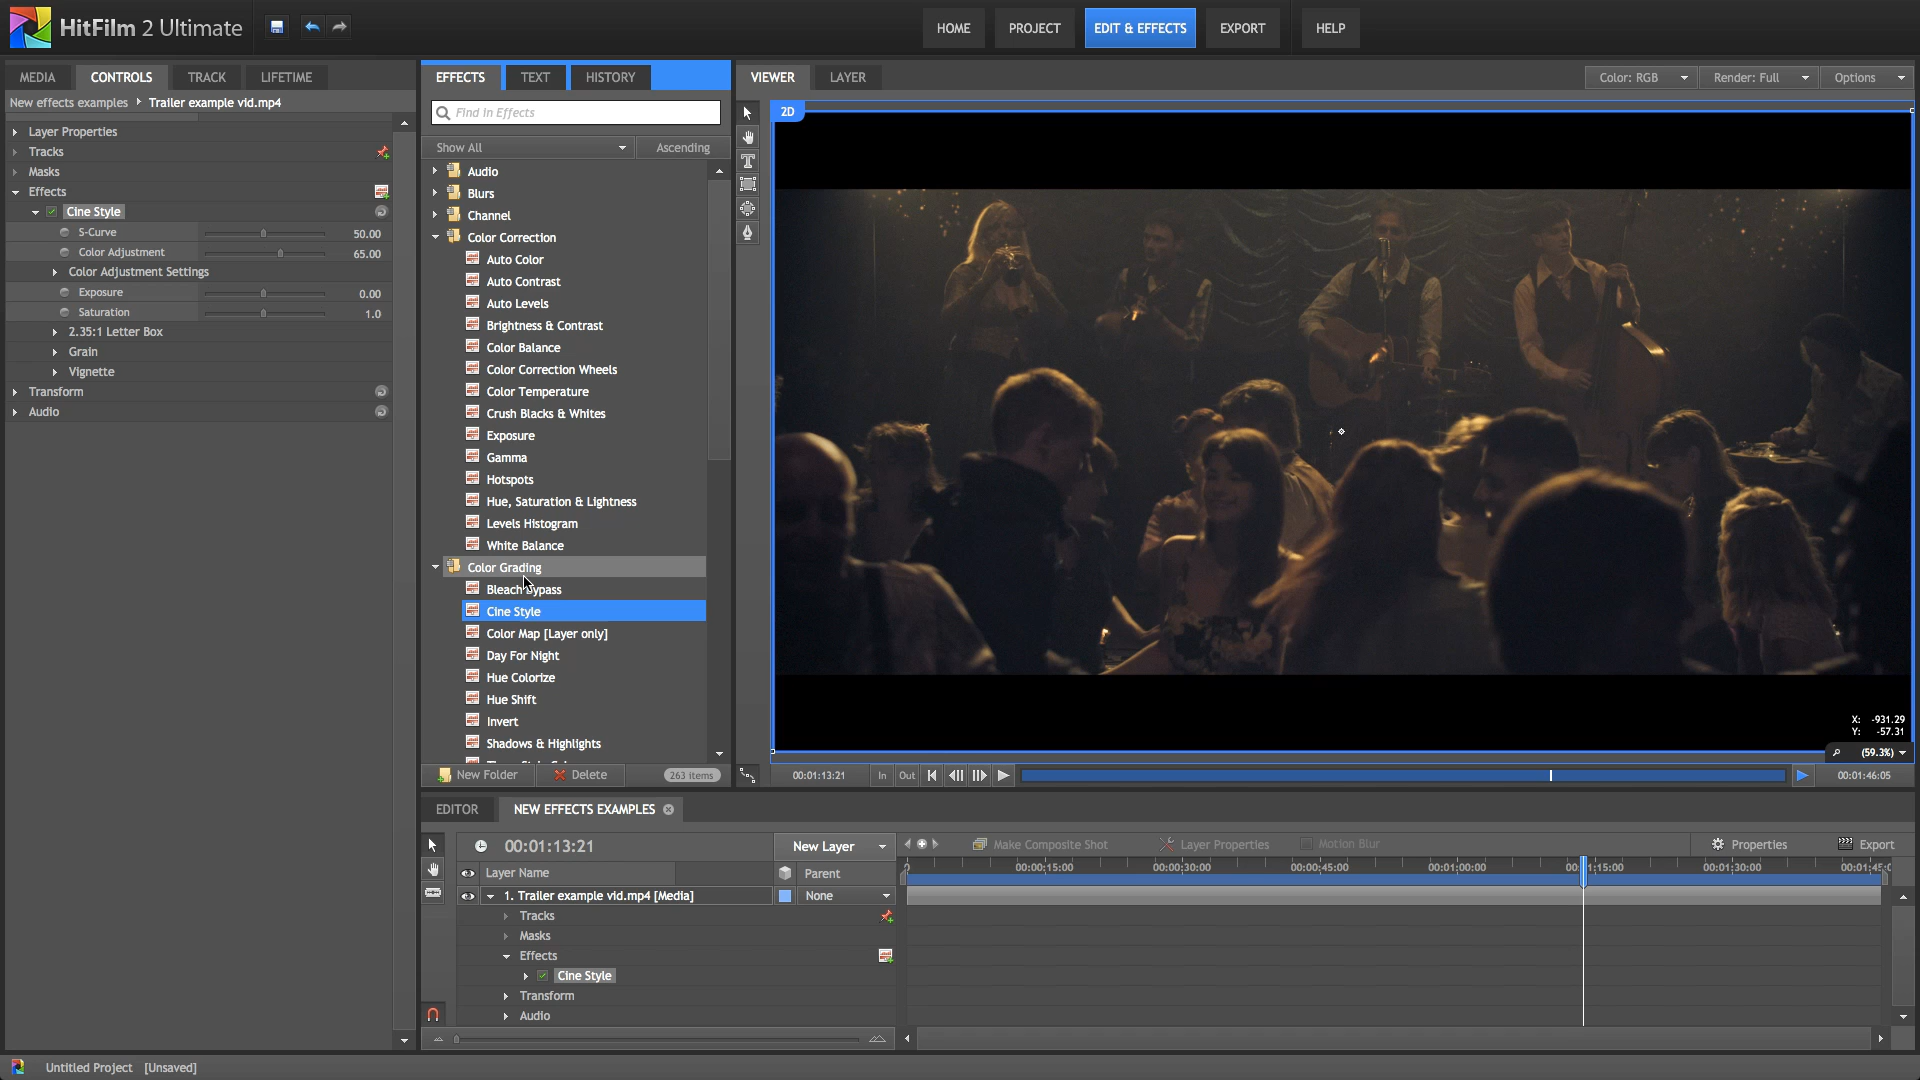 HitFilm 2 Ultimate
HOME
PROJECT
EDIT & EFFECTS
EXPORT
HELP
MEDIA
CONTROLS
TRACK
LIFETIME
New effects examples
Trailer example vid.mp4
Layer Properties
Tracks
Masks
Effects
Cine Style
S-Curve 50.00
Color Adjustment 65.00
Color Adjustment Settings
Exposure 0.00
Saturation 1.0
2.35:1 Letter Box
Grain
Vignette
Transform
Audio
EFFECTS
TEXT
HISTORY
Find in Effects
Show All
Ascending
Audio
Blurs
Channel
Color Correction
Auto Color
Auto Contrast
Auto Levels
Brightness & Contrast
Color Balance
Color Correction Wheels
Color Temperature
Crush Blacks & Whites
Exposure
Gamma
Hotspots
Hue, Saturation & Lightness
Levels Histogram
White Balance
Color Grading
Bleach Bypass
Cine Style
Color Map [Layer only]
Day For Night
Hue Colorize
Hue Shift
Invert
Shadows & Highlights
New Folder
Delete
263 items
VIEWER
LAYER
Color: RGB
Render: Full
Options
2D
X: -931.29
Y: -57.31
(59.3%)
00:01:13:21
In
Out
00:01:46:05
EDITOR
NEW EFFECTS EXAMPLES
00:01:13:21
New Layer
Make Composite Shot
Layer Properties
Motion Blur
Properties
Export
Layer Name
Parent
00:00:15:00
00:00:30:00
00:00:45:00
00:01:00:00
00:01:30:00
1. Trailer example vid.mp4 [Media]
None
Tracks
Masks
Effects
Cine Style
Transform
Audio
Untitled Project [Unsaved]